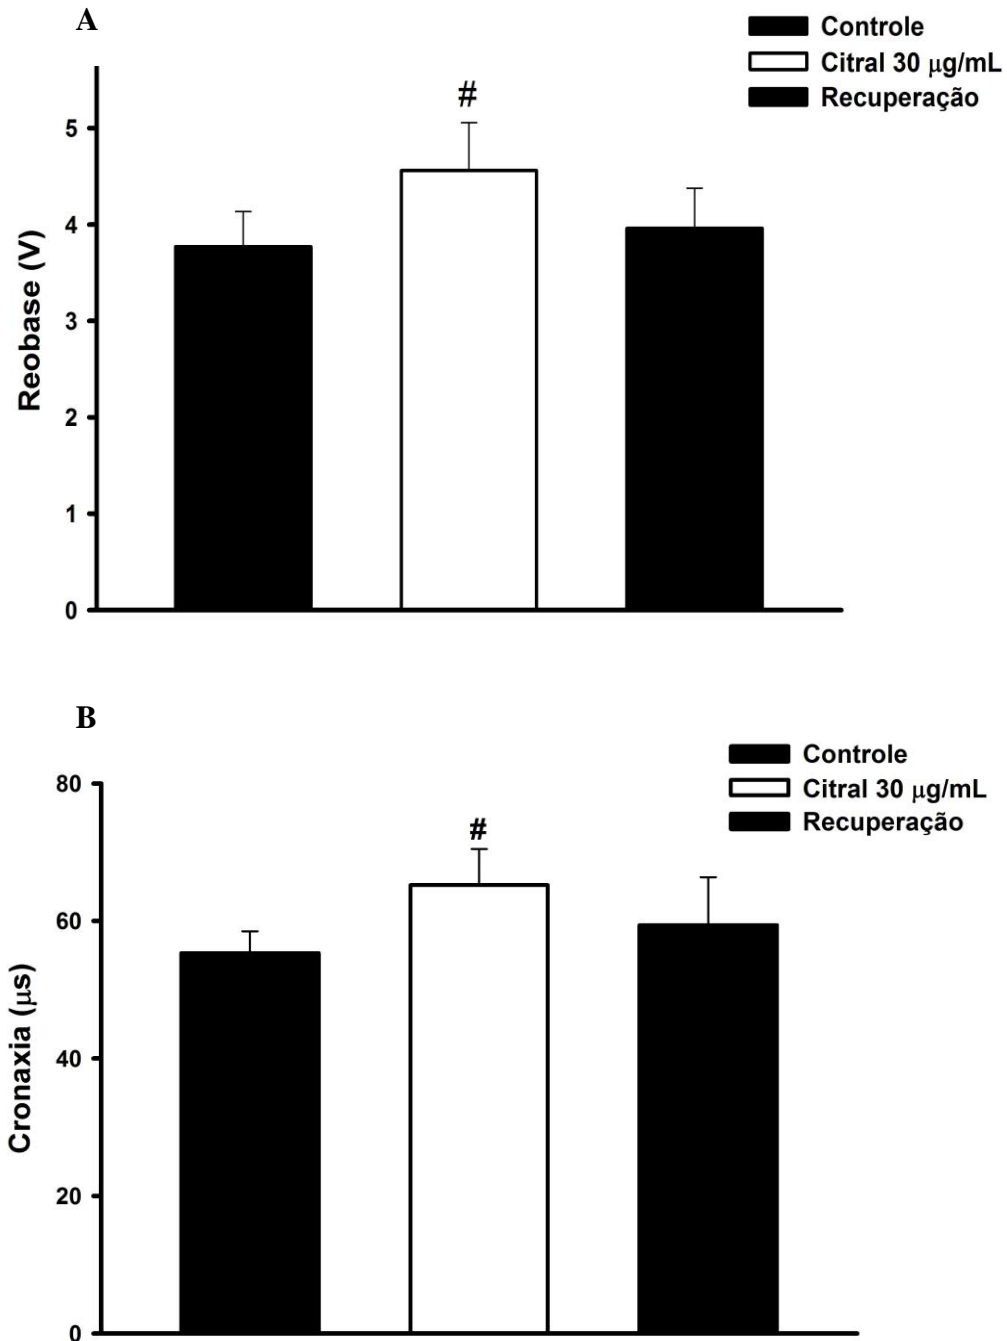 A
Controle
Citral 30 μg/mL
Recuperação
#
5
4
3
2
1
0
Reobase (V)
B
Controle
Citral 30 μg/mL
Recuperação
#
80
60
40
20
0
Cronaxia (μs)